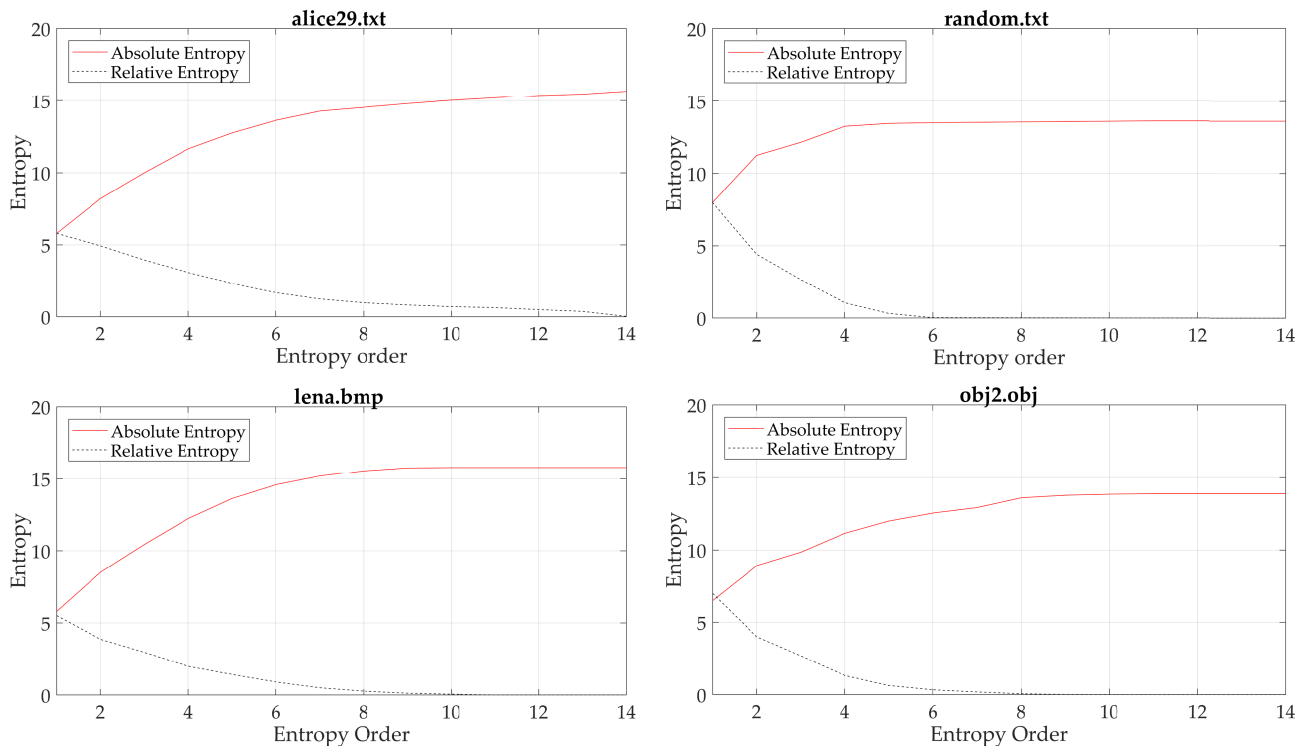 alice29.txt
20
15
10
5
0
Entropy
Absolute Entropy
Relative Entropy
2 4 6 8 10 12 14
Entropy order
random.txt
20
15
10
5
0
Entropy
Absolute Entropy
Relative Entropy
2 4 6 8 10 12 14
Entropy order
lena.bmp
20
15
10
5
0
Entropy
Absolute Entropy
Relative Entropy
2 4 6 8 10 12 14
Entropy Order
obj2.obj
20
15
10
5
0
Entropy
Absolute Entropy
Relative Entropy
2 4 6 8 10 12 14
Entropy Order